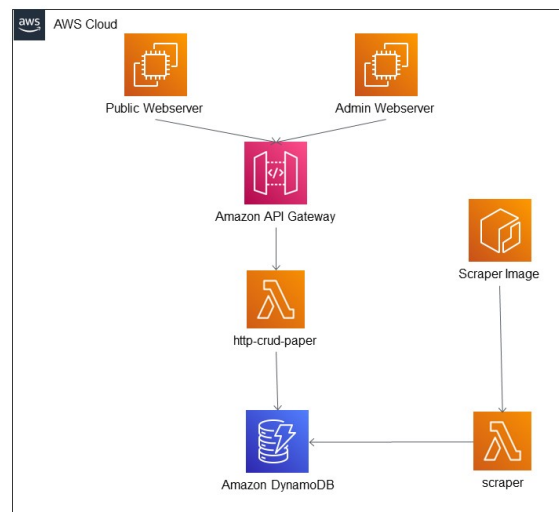 aws
AWS Cloud
Public Webserver
Admin Webserver
</>
Amazon API Gateway
Scraper Image
http-crud-paper
Amazon DynamoDB
scraper